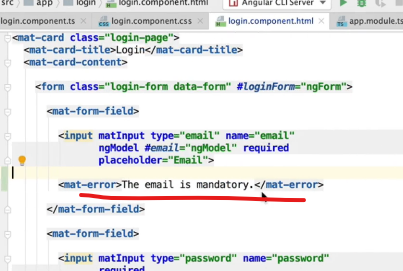 src app login login.component.html Angular CLI Server
login.component.ts × login.component.css × login.component.html × app.module.ts
<mat-card class="login-page">
<mat-card-title>Login</mat-card-title>
<mat-card-content>
<form class="login-form data-form" #loginForm="ngForm">
<mat-form-field>
<input matInput type="email" name="email"
ngModel #email="ngModel" required
placeholder="Email">
<mat-error>The email is mandatory.</mat-error>
</mat-form-field>
<mat-form-field>
<input matInput type="password" name="password"
required